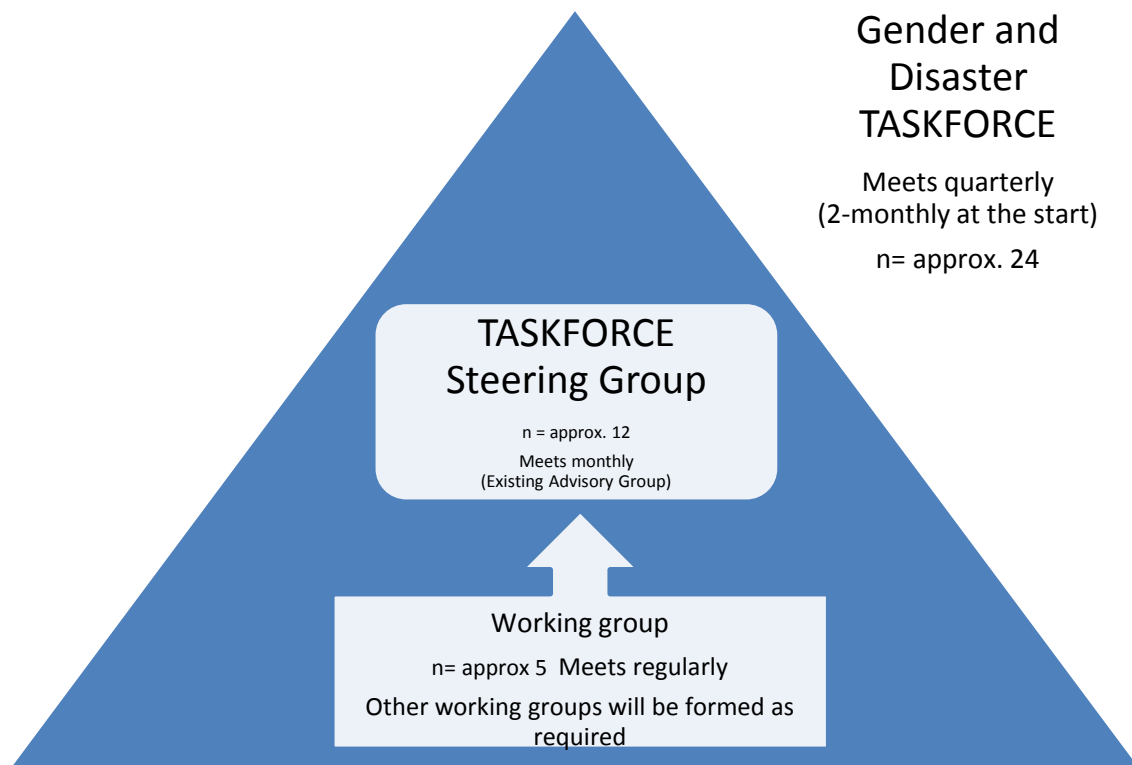 Gender and
Disaster
TASKFORCE
Meets quarterly
(2-monthly at the start)
n= approx. 24
TASKFORCE
Steering Group
n = approx. 12
Meets monthly
(Existing Advisory Group)
Working group
n= approx 5  Meets regularly
Other working groups will be formed as
required